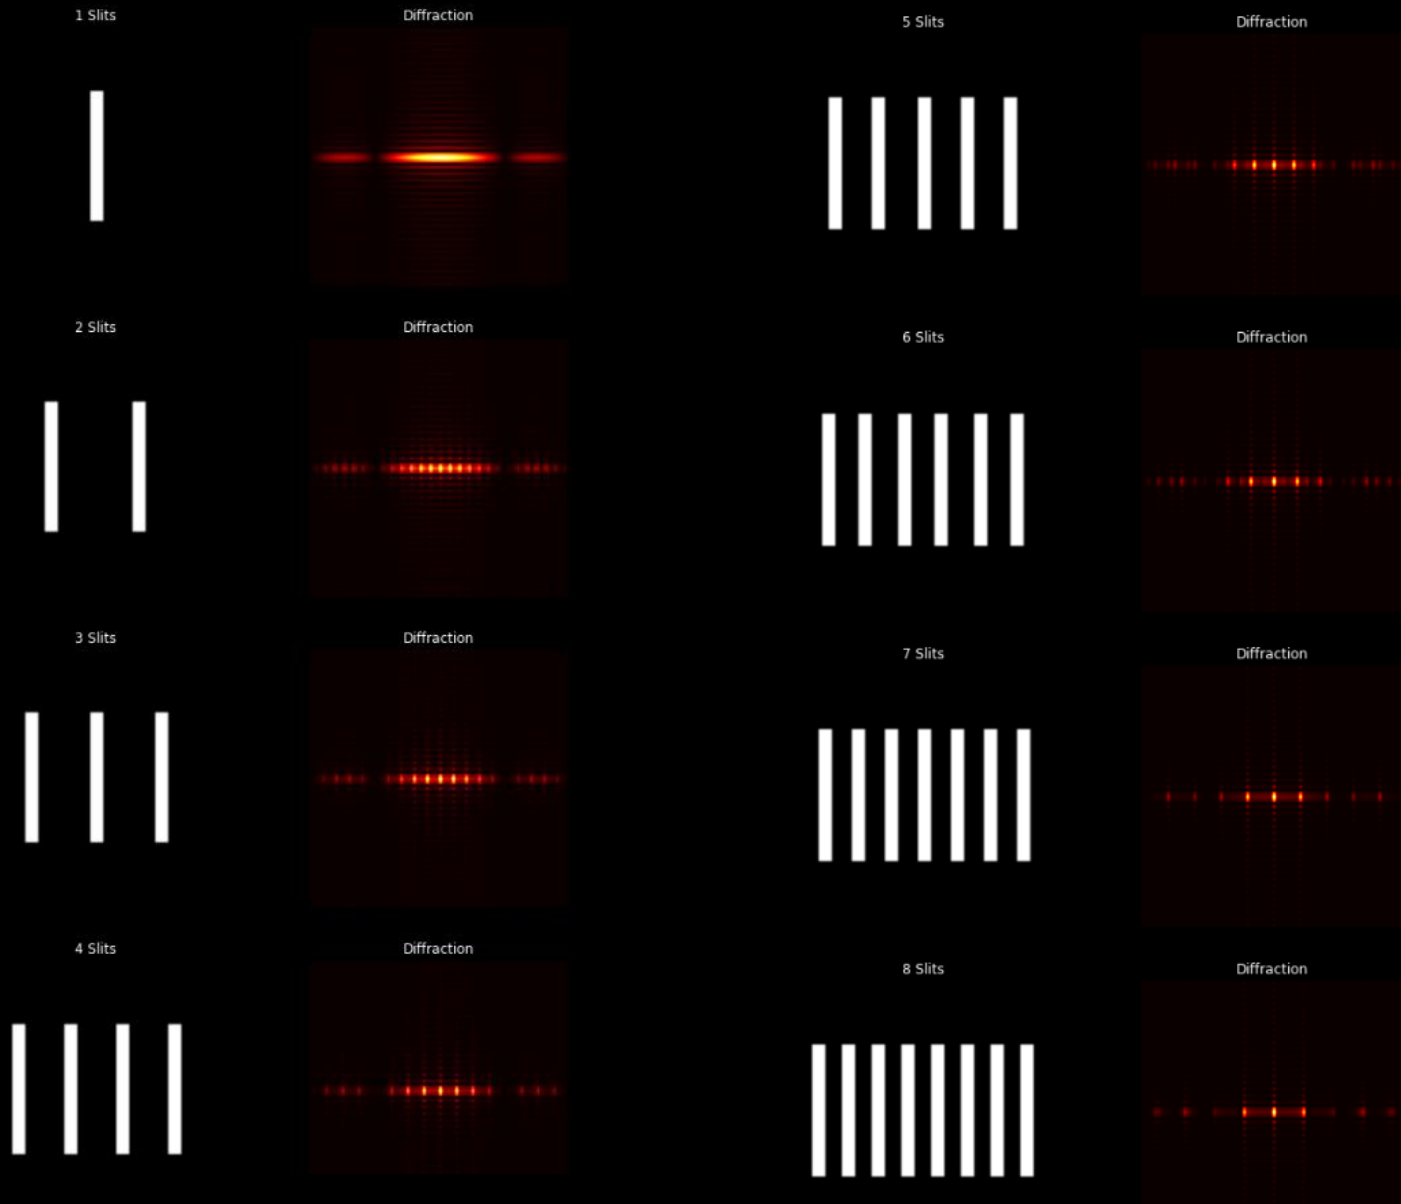 1 Slits
Diffraction
2 Slits
Diffraction
3 Slits
Diffraction
4 Slits
Diffraction
5 Slits
Diffraction
6 Slits
Diffraction
7 Slits
Diffraction
8 Slits
Diffraction